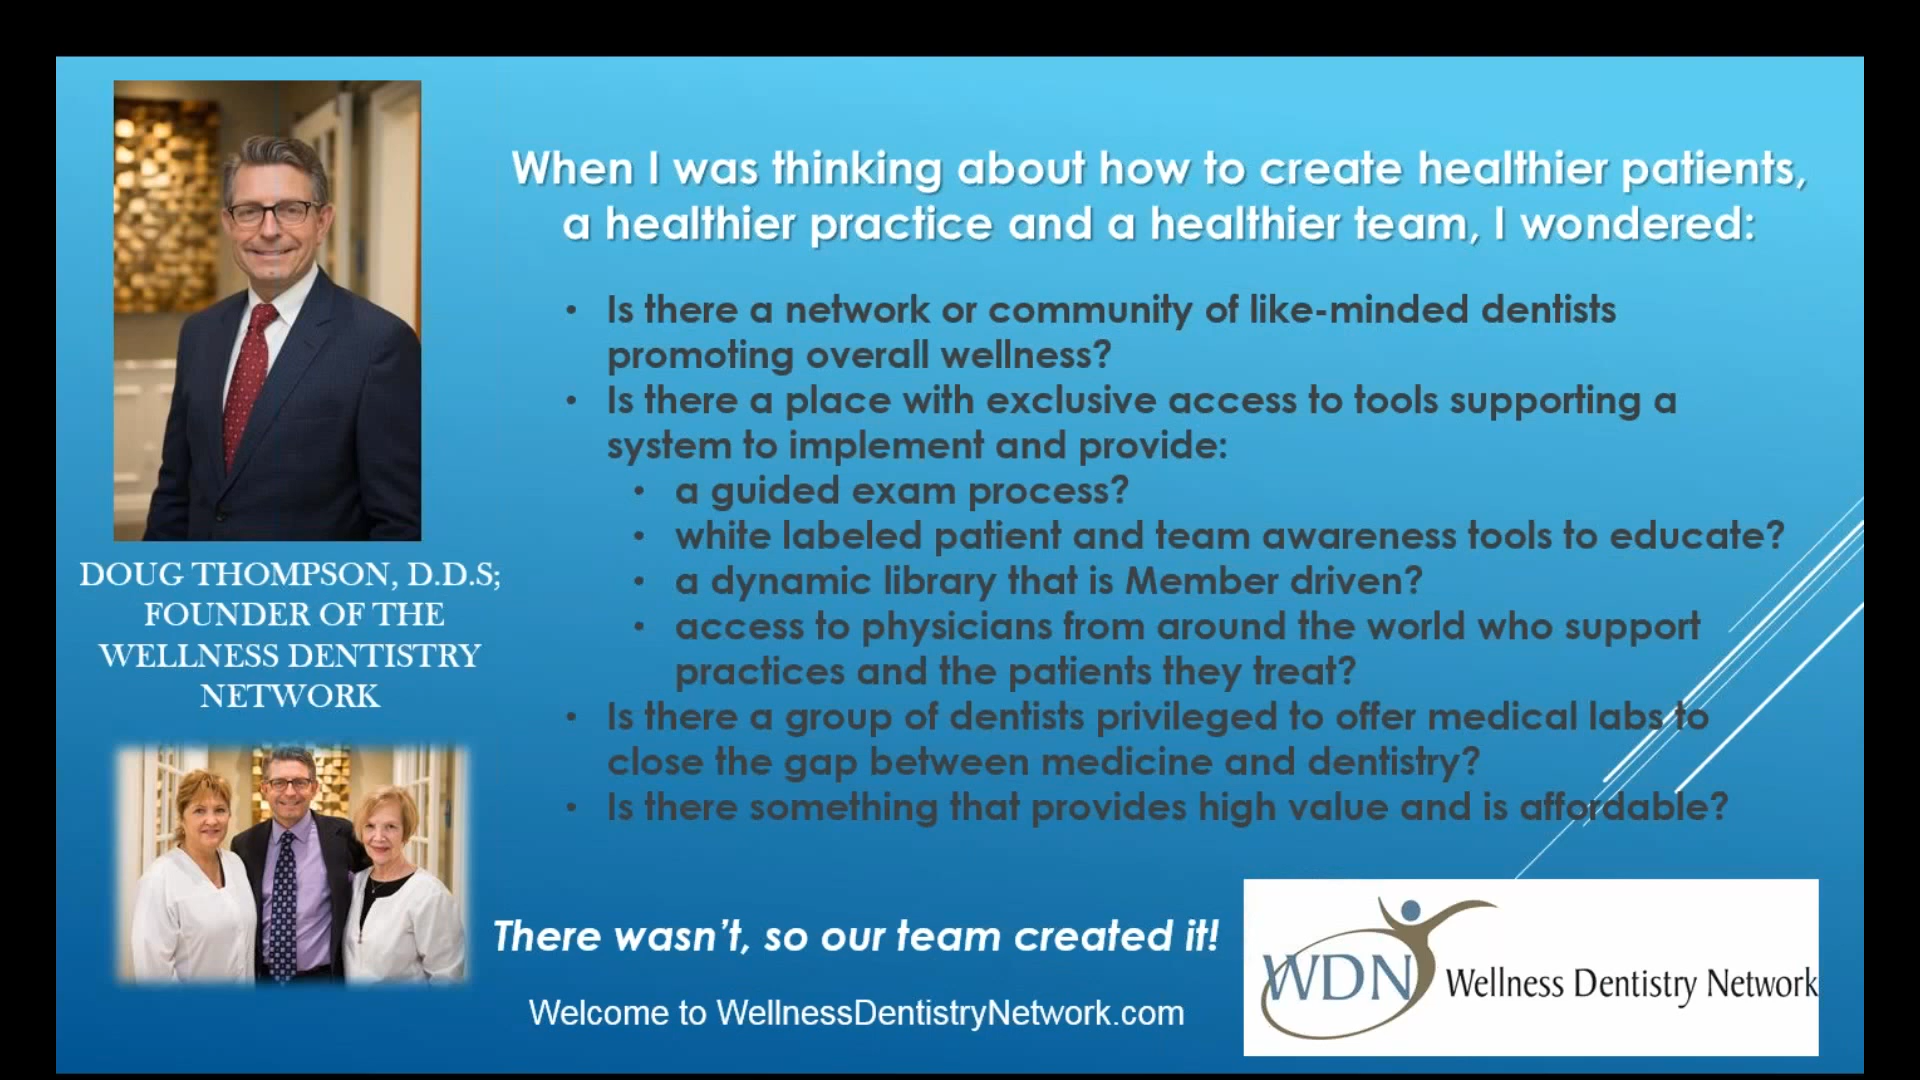 When I was thinking about how to create healthier patients,
a healthier practice and a healthier team, I wondered:
• Is there a network or community of like-minded dentists
promoting overall wellness?
• Is there a place with exclusive access to tools supporting a
system to implement and provide:
• a guided exam process?
• white labeled patient and team awareness tools to educate?
• a dynamic library that is Member driven?
• access to physicians from around the world who support
practices and the patients they treat?
• Is there a group of dentists privileged to offer medical labs to
close the gap between medicine and dentistry?
• Is there something that provides high value and is affordable?
DOUG THOMPSON, D.D.S;
FOUNDER OF THE
WELLNESS DENTISTRY
NETWORK
There wasn't, so our team created it!
Welcome to WellnessDentistryNetwork.com
WDN Wellness Dentistry Network